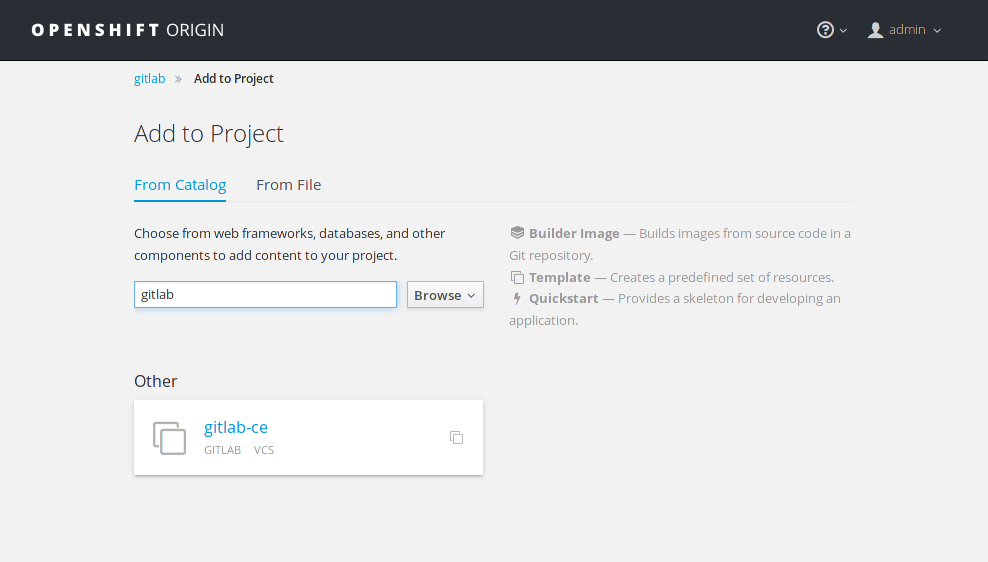 OPENSHIFT ORIGIN
admin
gitlab » Add to Project
Add to Project
From Catalog From File
Choose from web frameworks, databases, and other
components to add content to your project.
gitlab Browse
Builder Image — Builds images from source code in a
Git repository.
Template — Creates a predefined set of resources.
Quickstart — Provides a skeleton for developing an
application.
Other
gitlab-ce
GITLAB VCS